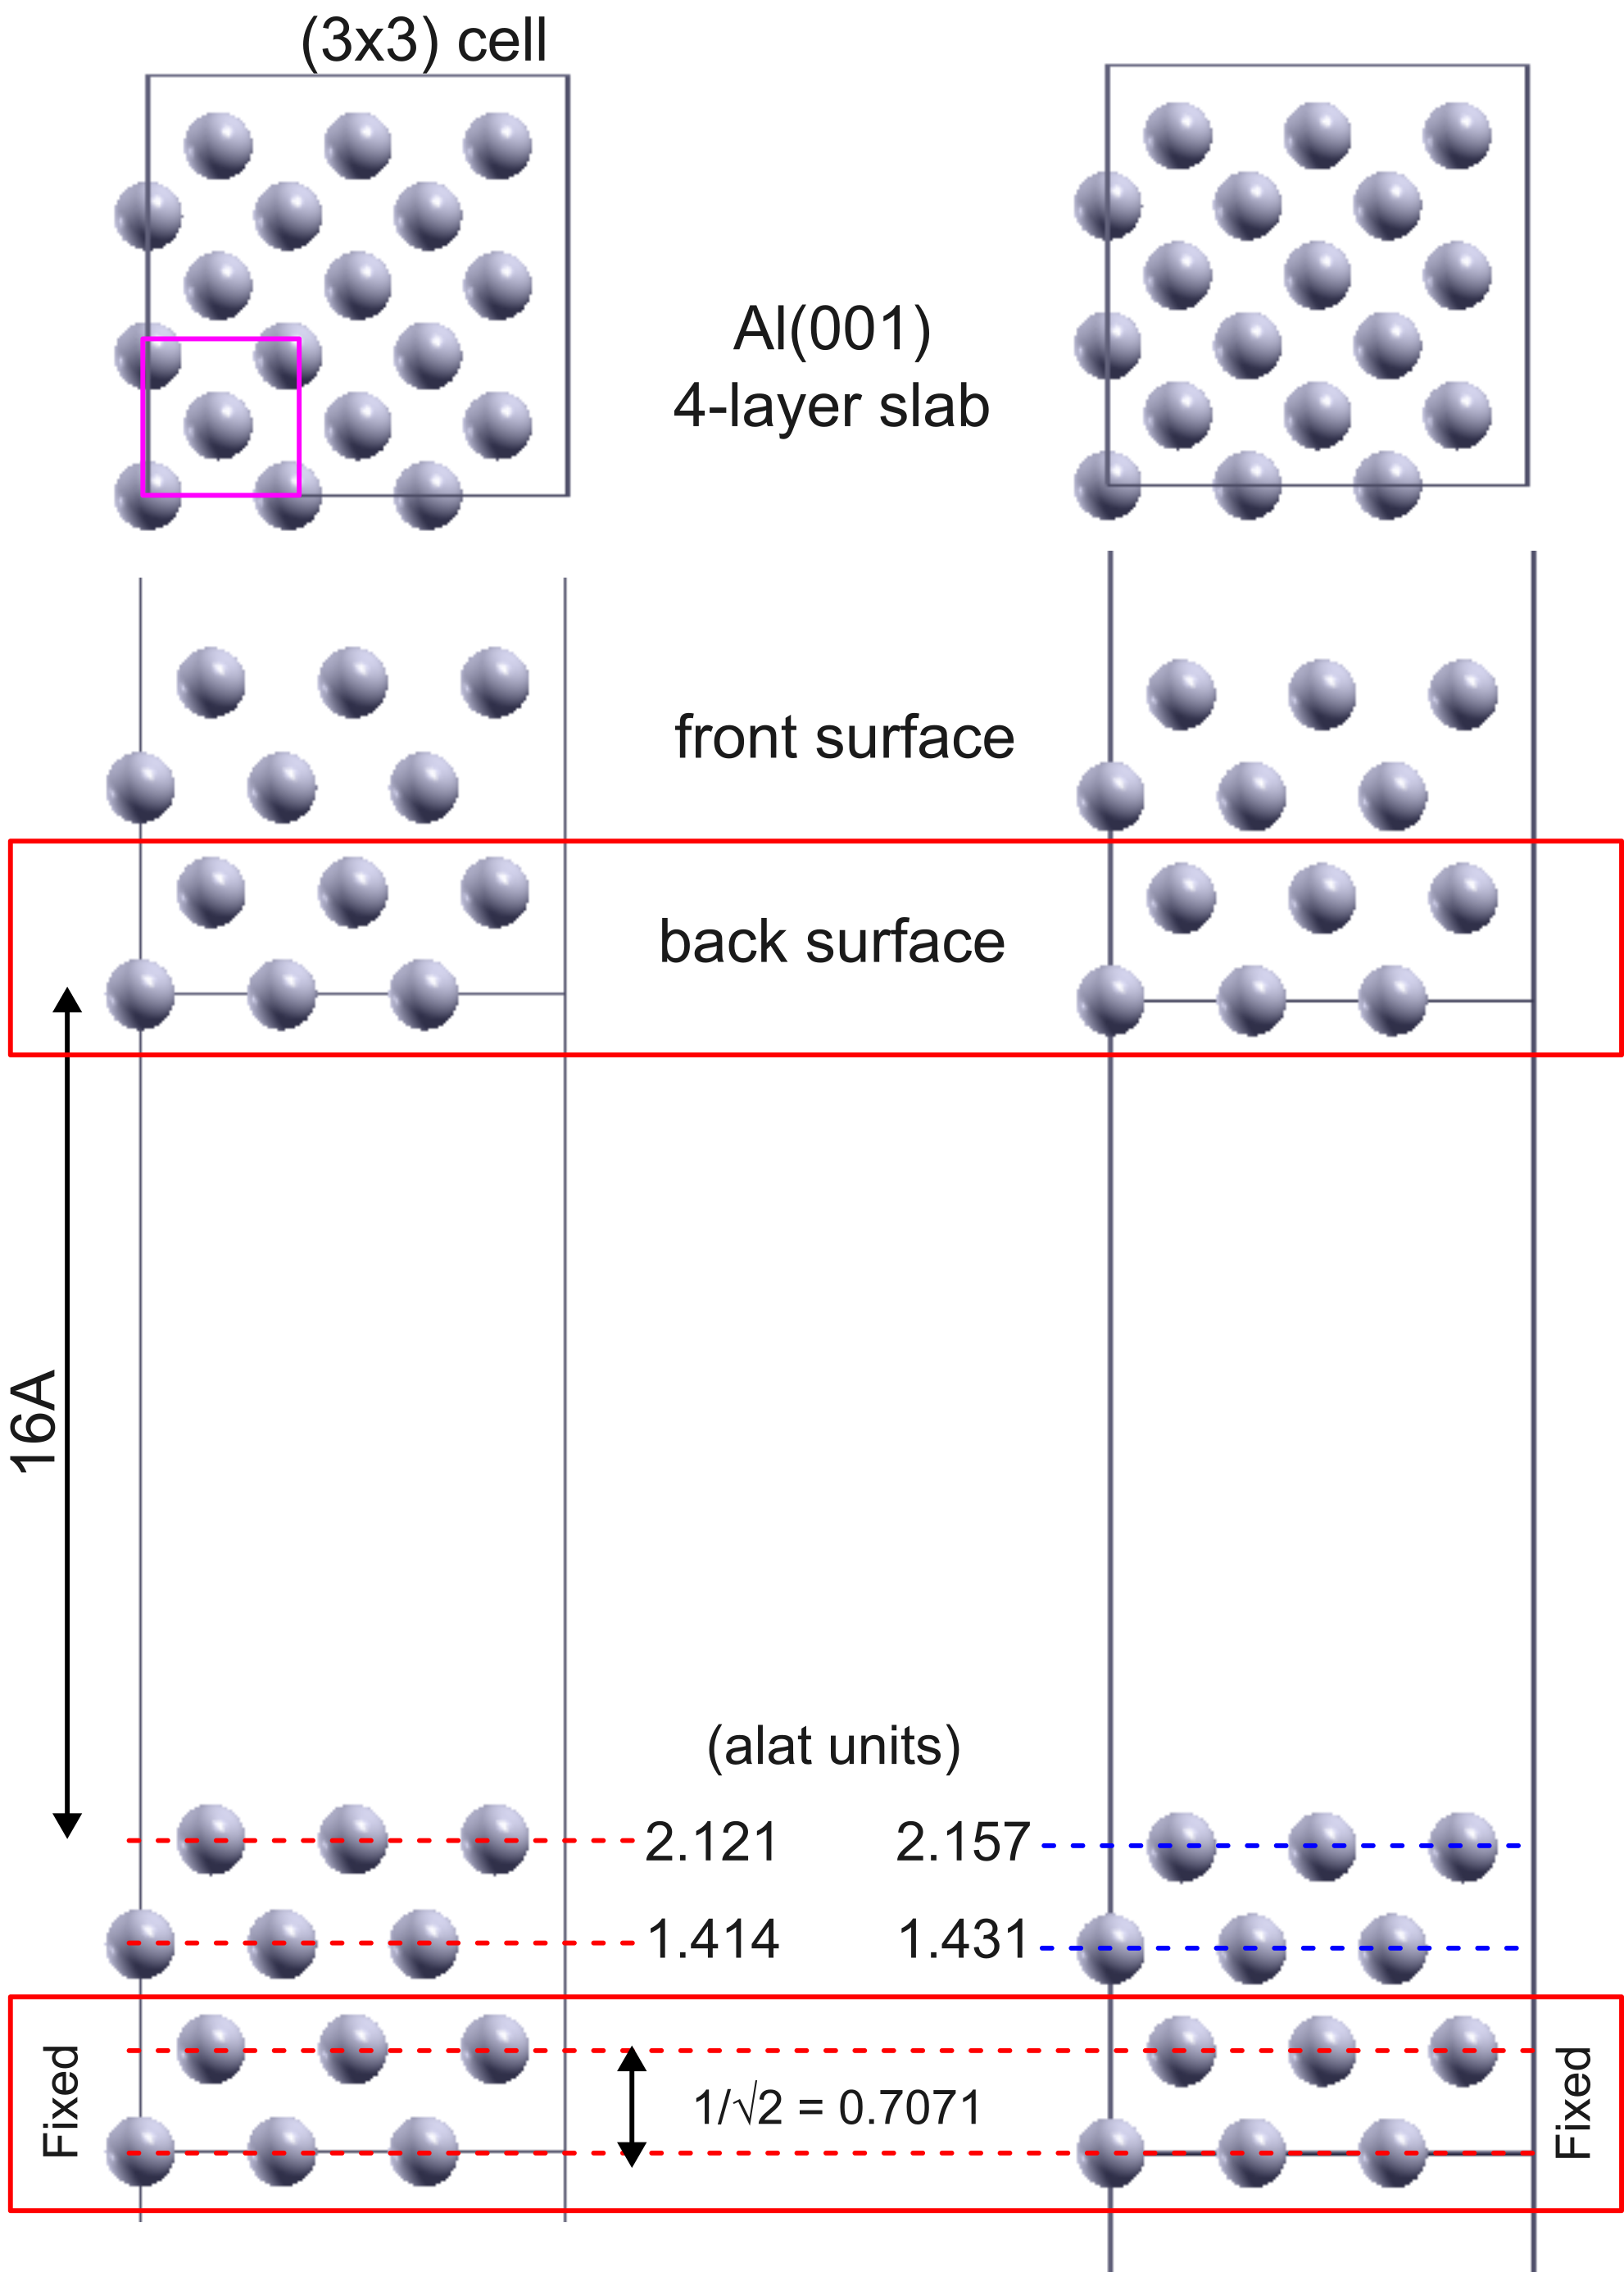 (3x3) cell
Al(001)
4-layer slab
front surface
back surface
16A
(alat units)
2.121 2.157
1.414 1.431
Fixed
1/√2 = 0.7071
Fixed